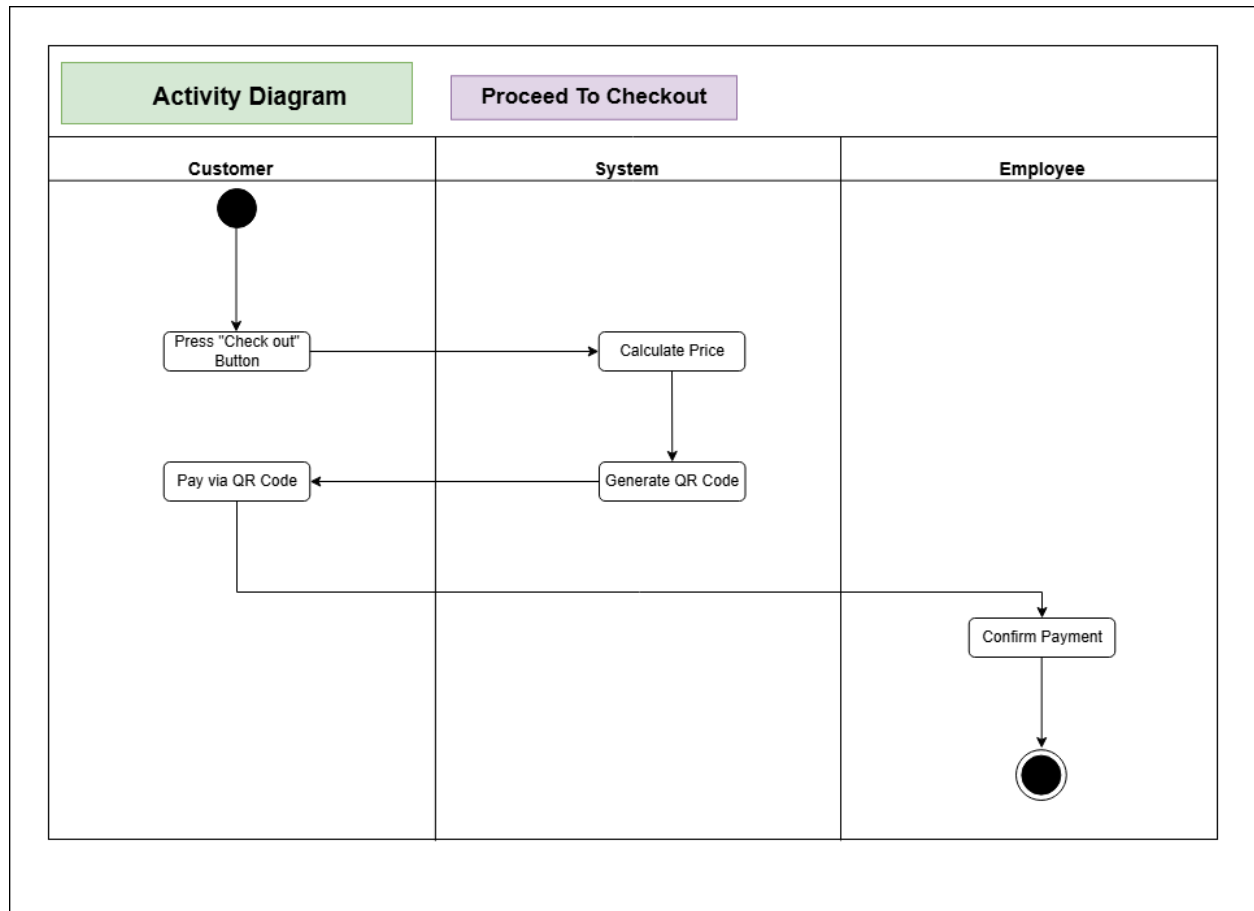 Activity Diagram
Proceed To Checkout
Customer
System
Employee
Press "Check out"
Button
Calculate Price
Pay via QR Code
Generate QR Code
Confirm Payment